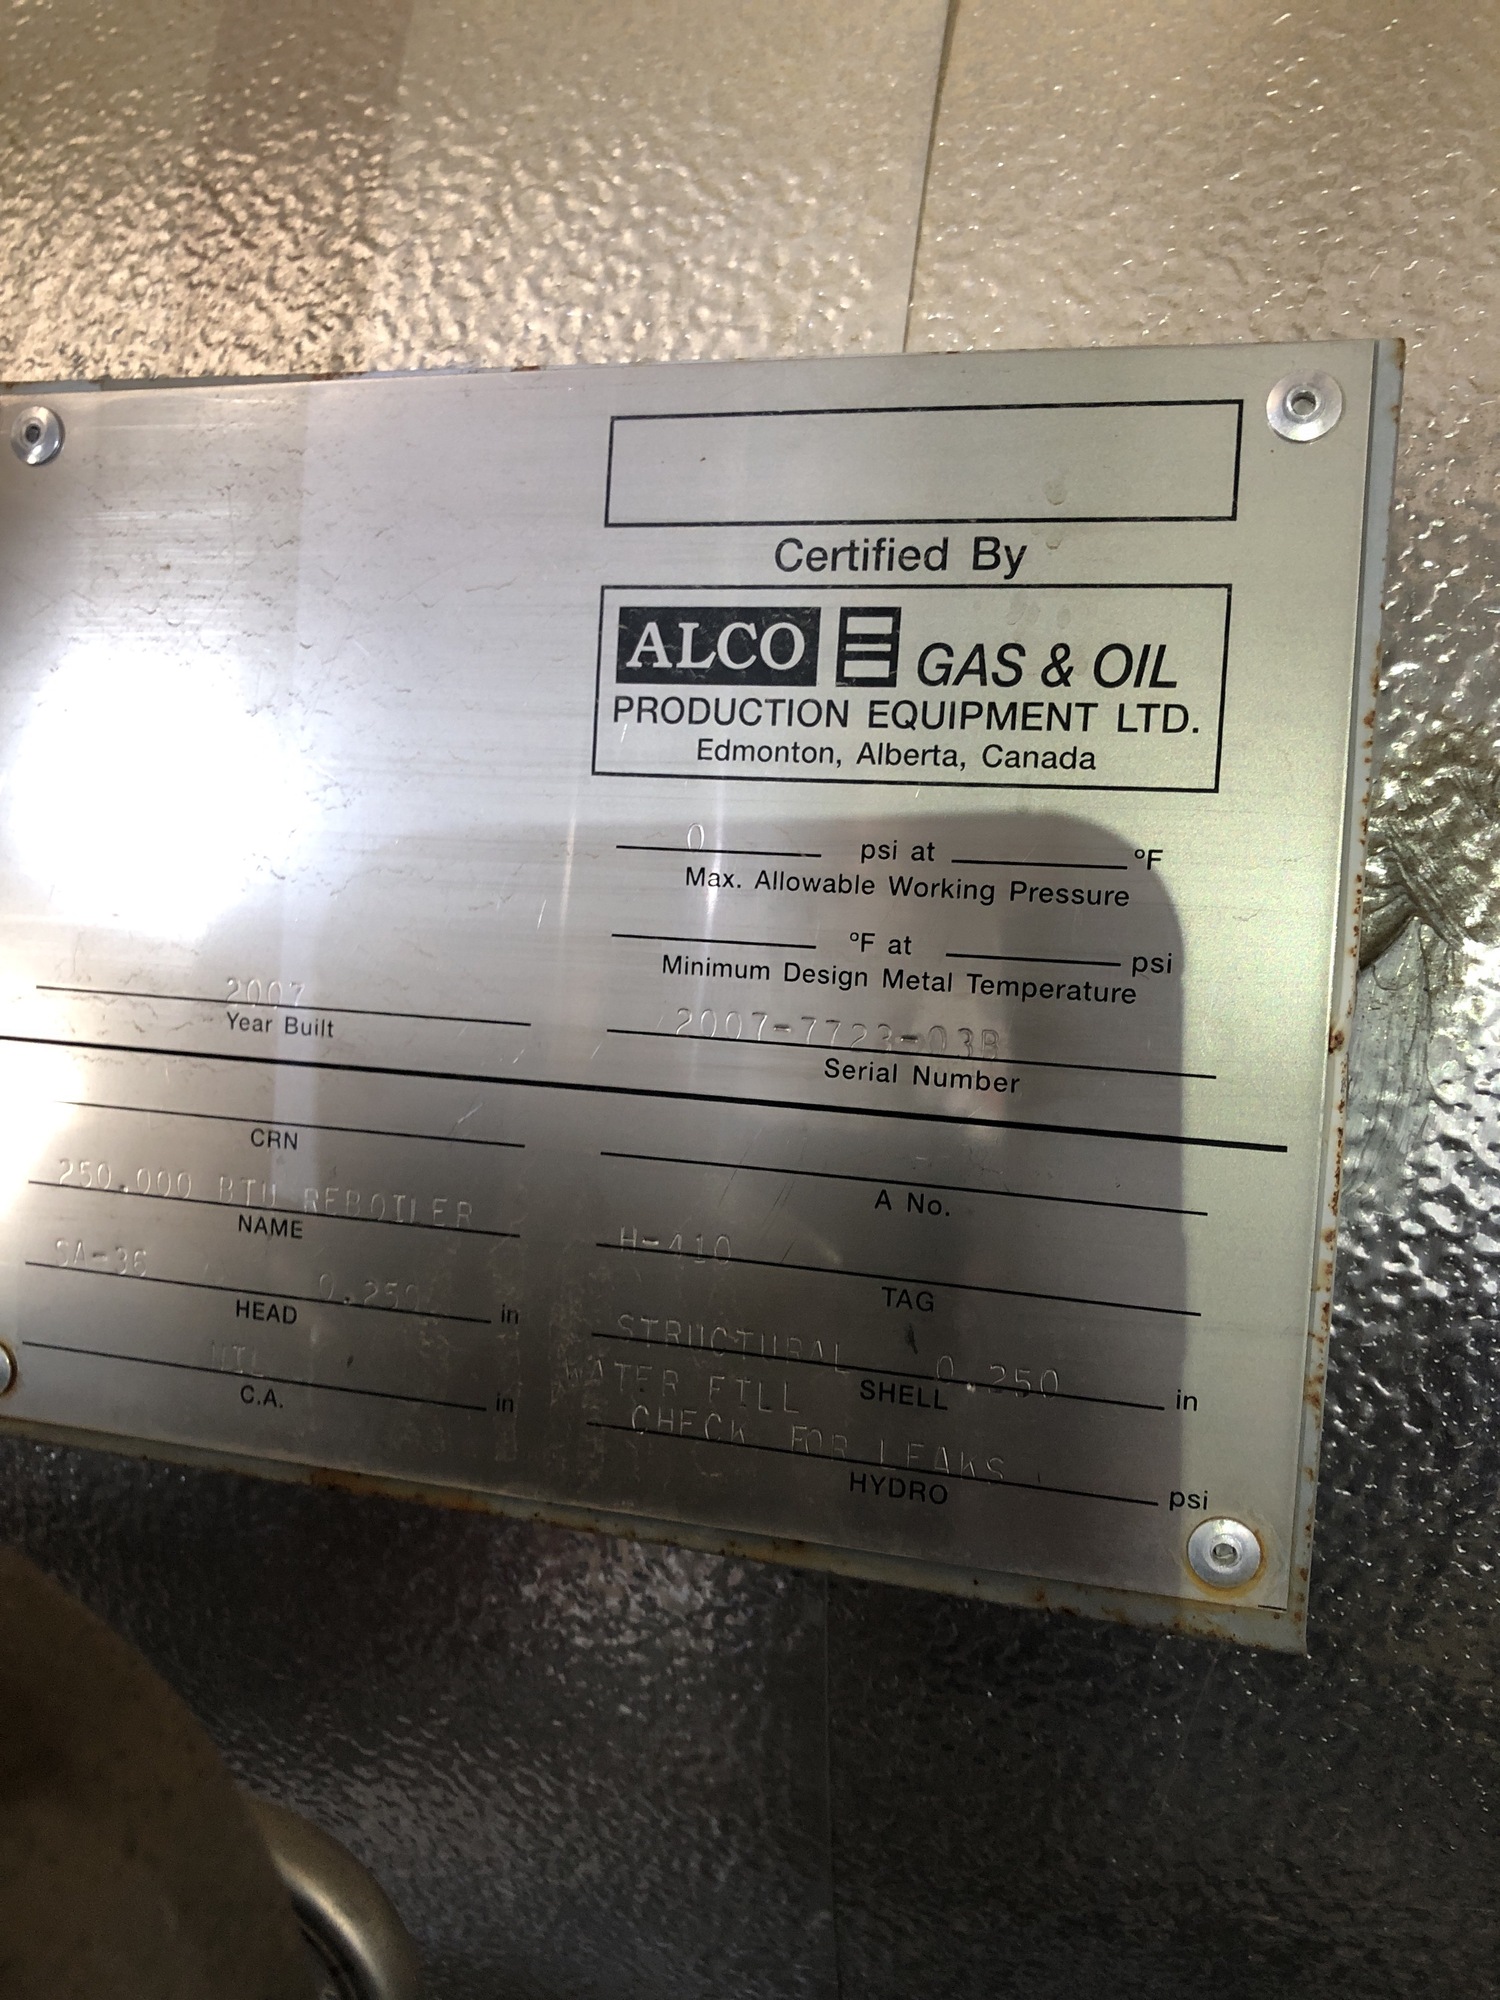 Certified By
ALCO GAS & OIL
PRODUCTION EQUIPMENT LTD.
Edmonton, Alberta, Canada
0 psi at °F
Max. Allowable Working Pressure
°F at psi
Minimum Design Metal Temperature
2007
Year Built
2007-7723-03B
Serial Number
CRN
A No.
250,000 BTU REBOILER
NAME
H-410
TAG
SA-36 0.250 in
HEAD
STRUCTURAL 0.250 in
SHELL
NIL in
C.A.
WATER FILL
CHECK FOR LEAKS psi
HYDRO